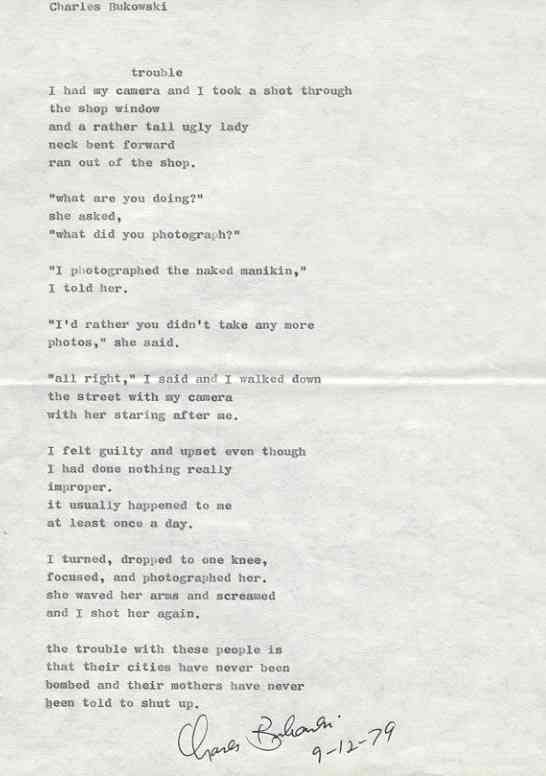 Charles Bukowski
trouble
I had my camera and I took a shot through
the shop window
and a rather tall ugly lady
neck bent forward
ran out of the shop.
"what are you doing?"
she asked,
"what did you photograph?"
"I photographed the naked manikin,"
I told her.
"I'd rather you didn't take any more
photos," she said.
"all right," I said and I walked down
the street with my camera
with her staring after me.
I felt guilty and upset even though
I had done nothing really
improper.
it usually happened to me
at least once a day.
I turned, dropped to one knee,
focused, and photographed her.
she waved her arms and screamed
and I shot her again.
the trouble with these people is
that their cities have never been
bombed and their mothers have never
been told to shut up.
Charles Bukowski
9-12-79